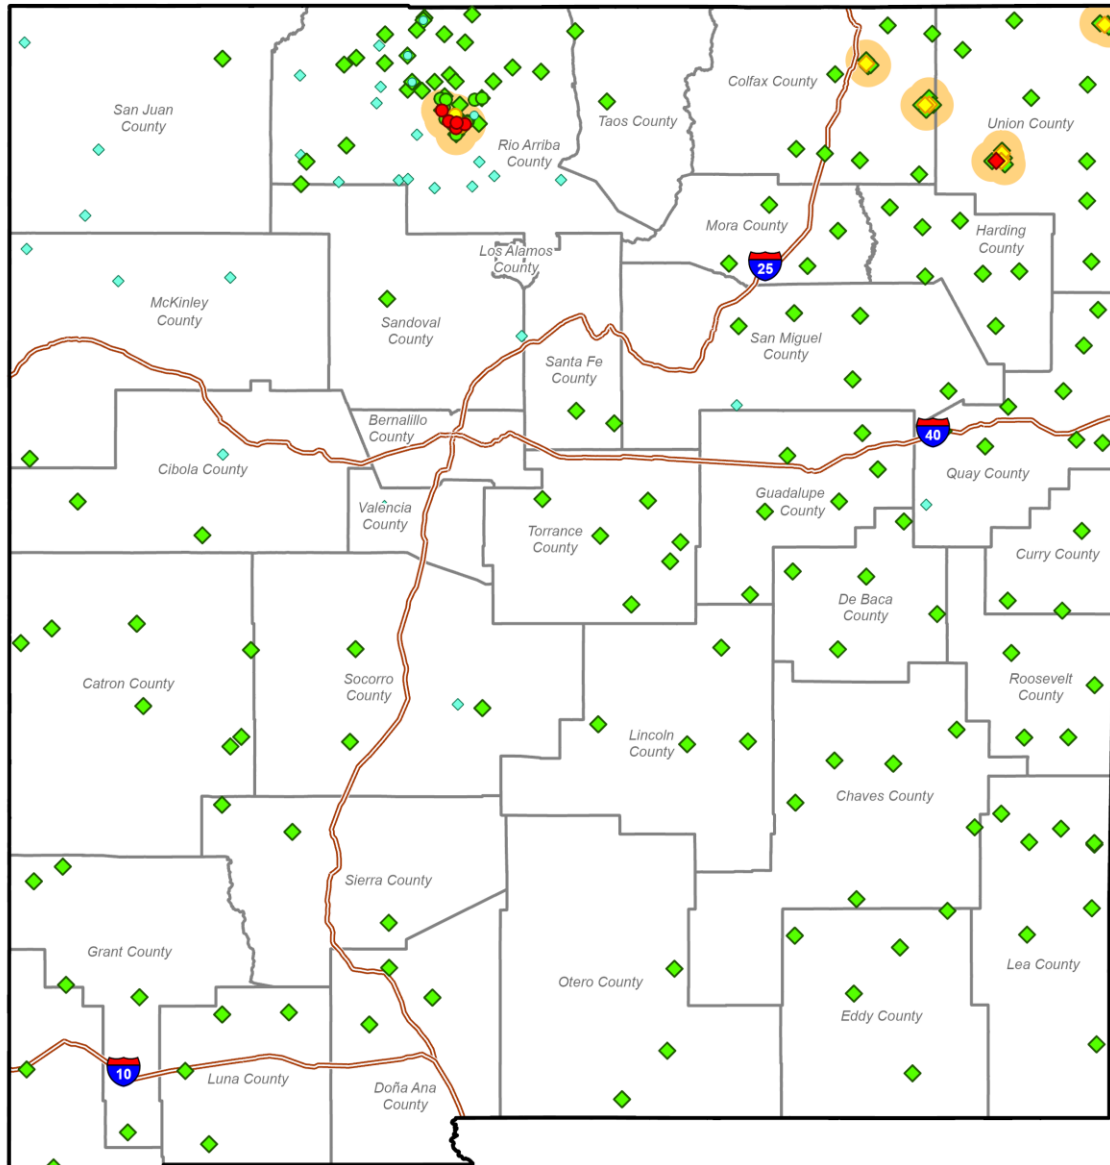 Colfax County
San Juan
County
Taos County
Union County
Rio Arriba
County
Mora County
Harding
County
Los Alamos
County
25
McKinley
County
Sandoval
County
San Miguel
County
Santa Fe
County
Bernalillo
County
40
Cibola County
Quay County
Valencia
County
Guadalupe
County
Torrance
County
Curry County
De Baca
County
Catron County
Socorro
County
Roosevelt
County
Lincoln
County
Chaves County
Sierra County
Grant County
Otero County
Lea County
Eddy County
10
Luna County
Doña Ana
County